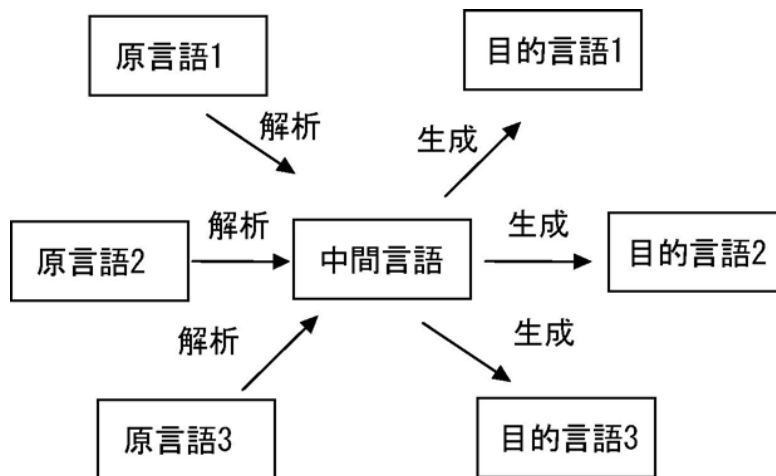 原言語1
目的言語1
解析
生成
原言語2
解析
中間言語
生成
目的言語2
解析
生成
原言語3
目的言語3